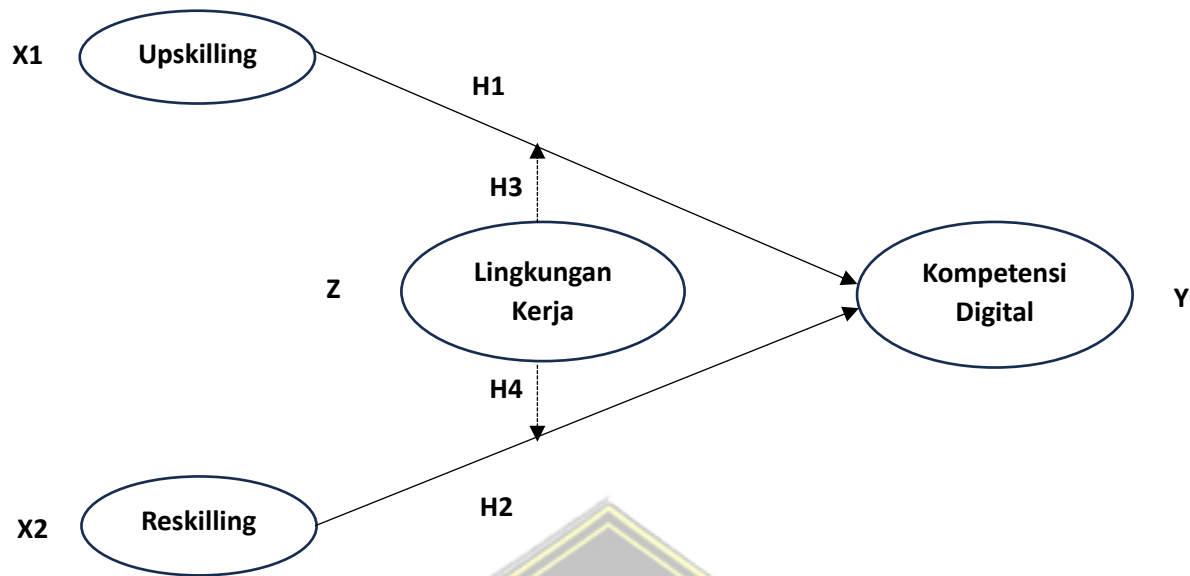 X1
Upskilling
H1
H3
Z
Lingkungan
Kerja
Kompetensi
Digital
Y
H4
X2
Reskilling
H2